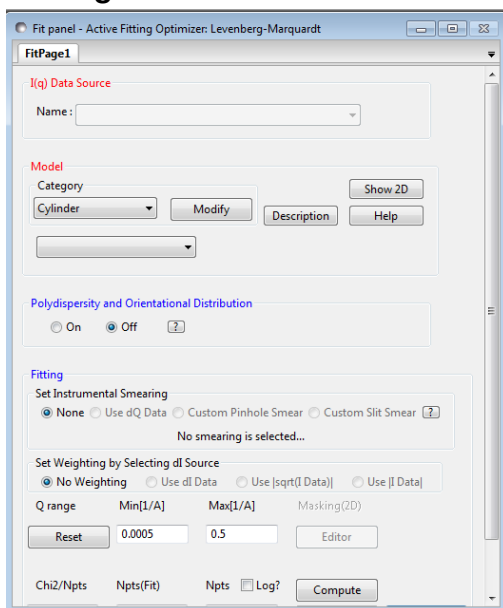 Fit panel - Active Fitting Optimizer: Levenberg-Marquardt
FitPage1
I(q) Data Source
Name :
Model
Category
Cylinder
Modify
Show 2D
Description
Help
Polydispersity and Orientational Distribution
On Off ?
Fitting
Set Instrumental Smearing
None Use dQ Data Custom Pinhole Smear Custom Slit Smear ?
No smearing is selected...
Set Weighting by Selecting dI Source
No Weighting Use dI Data Use |sqrt(I Data)| Use |I Data|
Q range Min[1/A] Max[1/A] Masking(2D)
Reset 0.0005 0.5 Editor
Chi2/Npts Npts(Fit) Npts Log? Compute